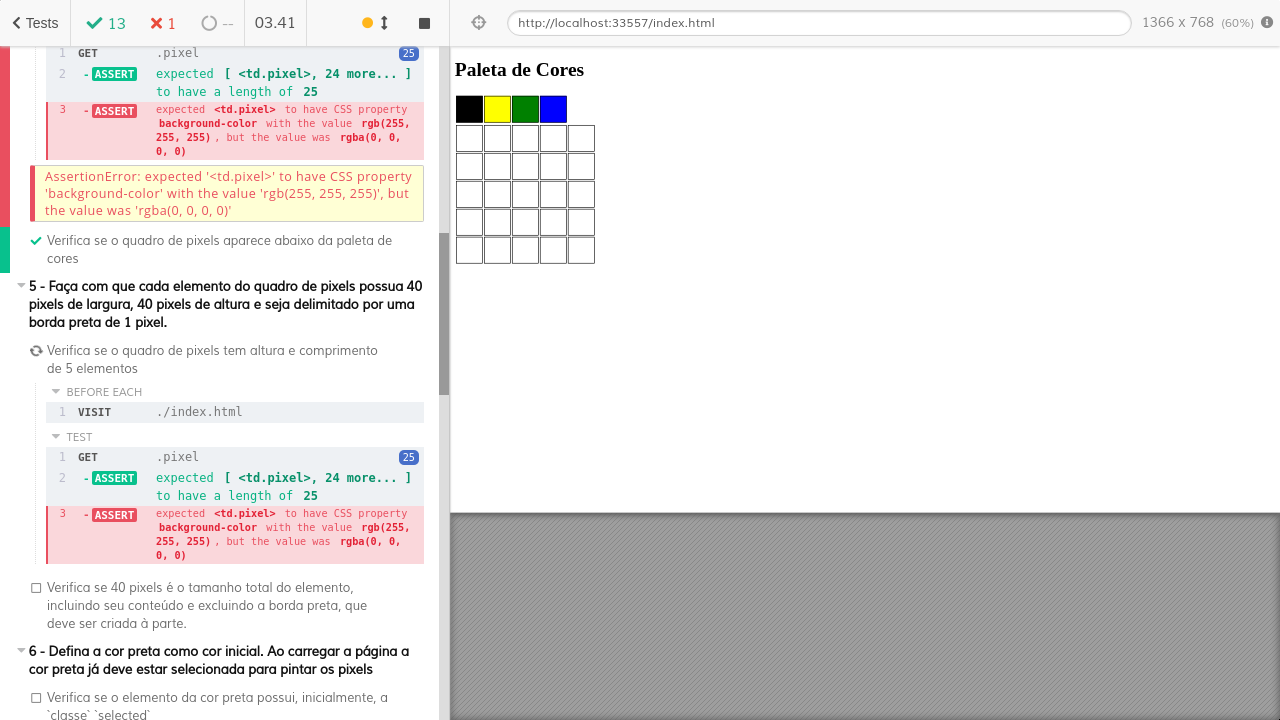 Tests 13 1 -- 03.41
http://localhost:33557/index.html 1366 x 768 (60%)
1 GET .pixel 25
2 -ASSERT expected [ <td.pixel>, 24 more... ]
to have a length of 25
3 -ASSERT expected <td.pixel> to have CSS property
background-color with the value rgb(255,
255, 255) , but the value was rgba(0, 0,
0, 0)
AssertionError: expected '<td.pixel>' to have CSS property
'background-color' with the value 'rgb(255, 255, 255)', but
the value was 'rgba(0, 0, 0, 0)'
Verifica se o quadro de pixels aparece abaixo da paleta de
cores
5 - Faça com que cada elemento do quadro de pixels possua 40
pixels de largura, 40 pixels de altura e seja delimitado por uma
borda preta de 1 pixel.
Verifica se o quadro de pixels tem altura e comprimento
de 5 elementos
BEFORE EACH
1 VISIT ./index.html
TEST
1 GET .pixel 25
2 -ASSERT expected [ <td.pixel>, 24 more... ]
to have a length of 25
3 -ASSERT expected <td.pixel> to have CSS property
background-color with the value rgb(255,
255, 255) , but the value was rgba(0, 0,
0, 0)
Verifica se 40 pixels é o tamanho total do elemento,
incluindo seu conteúdo e excluindo a borda preta, que
deve ser criada à parte.
6 - Defina a cor preta como cor inicial. Ao carregar a página a
cor preta já deve estar selecionada para pintar os pixels
Verifica se o elemento da cor preta possui, inicialmente, a
`classe` `selected`
Paleta de Cores